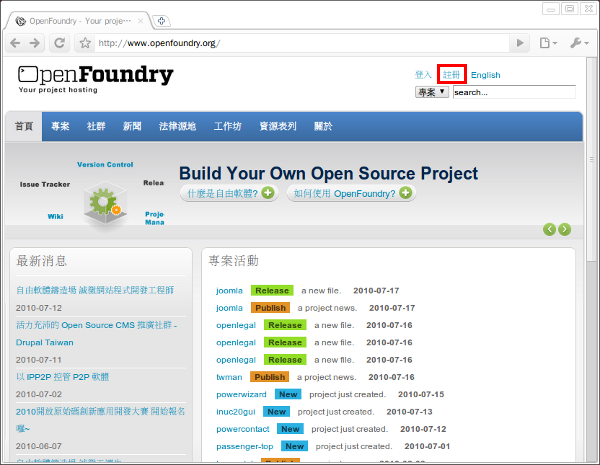 OpenFoundry - Your proje…
http://www.openfoundry.org/
OpenFoundry
Your project hosting
登入 註冊 English
專案 ▼ search...
首頁 專案 社群 新聞 法律源地 工作坊 資源表列 關於
Version Control
Issue Tracker
Relea
Wiki
Proje
Mana
Build Your Own Open Source Project
什麼是自由軟體?
如何使用 OpenFoundry?
最新消息
自由軟體鑄造場 誠徵網站程式開發工程師
2010-07-12
活力充沛的 Open Source CMS 推廣社群 -
Drupal Taiwan
2010-07-11
以 IPP2P 控管 P2P 軟體
2010-07-02
2010開放原始碼創新應用開發大賽 開始報名
囉~
2010-06-07
專案活動
joomla Release a new file. 2010-07-17
joomla Publish a project news. 2010-07-17
openlegal Release a new file. 2010-07-16
openlegal Release a new file. 2010-07-16
openlegal Release a new file. 2010-07-16
twman Publish a project news. 2010-07-16
powerwizard New project just created. 2010-07-15
inuc20gui New project just created. 2010-07-13
powercontact New project just created. 2010-07-12
passenger-top New project just created. 2010-07-01